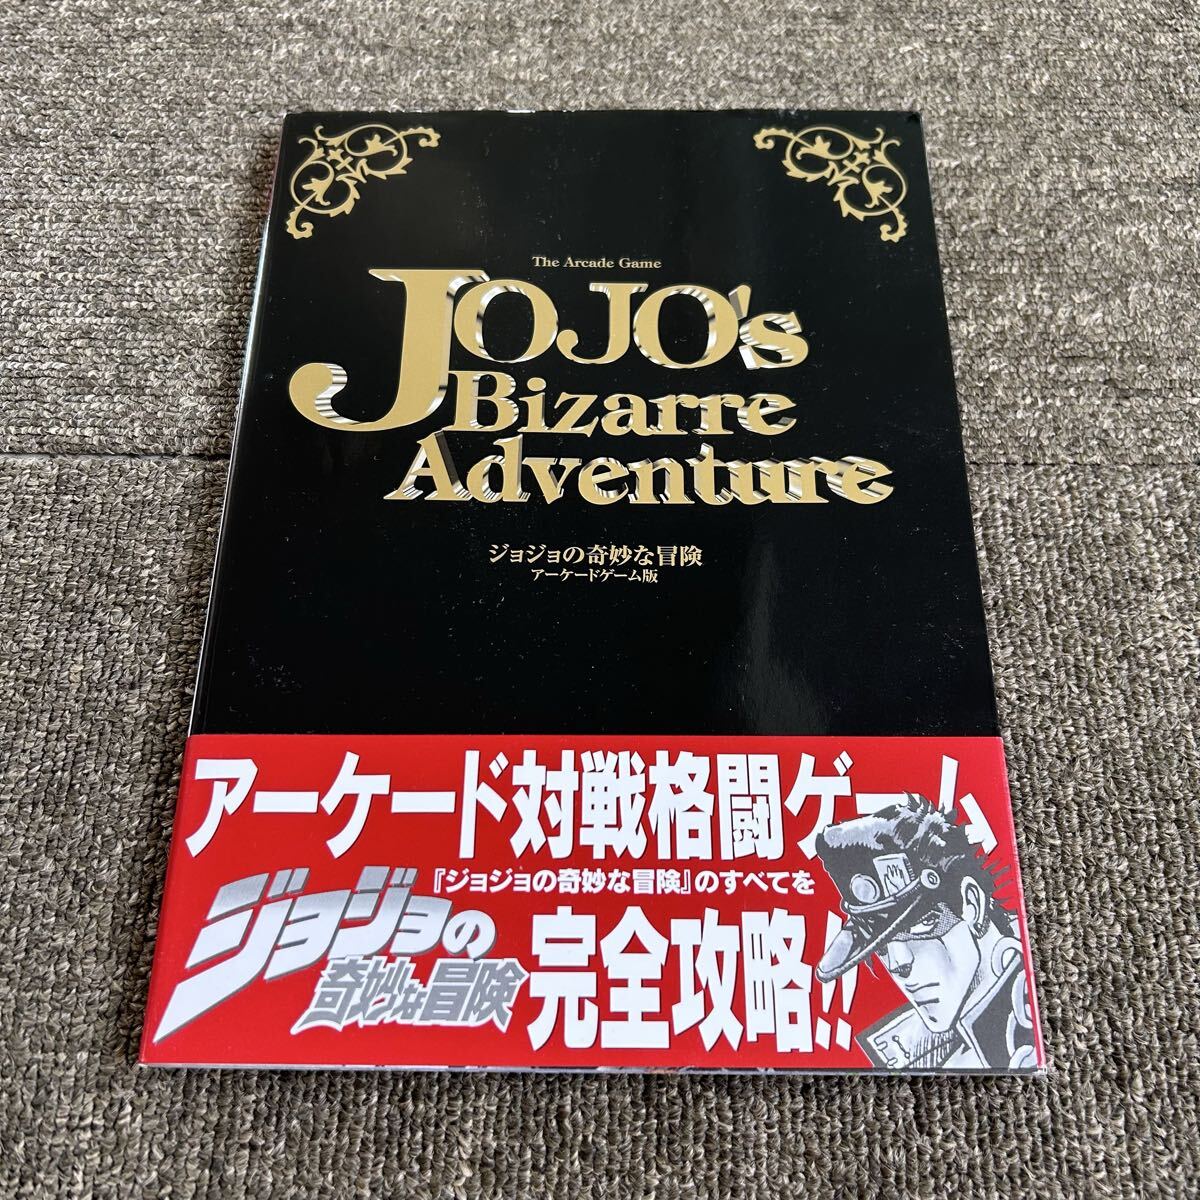 The Arcade Game
JOJO's
Bizarre
Adventure
ジョジョの奇妙な冒険
アーケードゲーム版
アーケード対戦格闘ゲーム
『ジョジョの奇妙な冒険』のすべてを
ジョジョの
奇妙な冒険
完全攻略!!